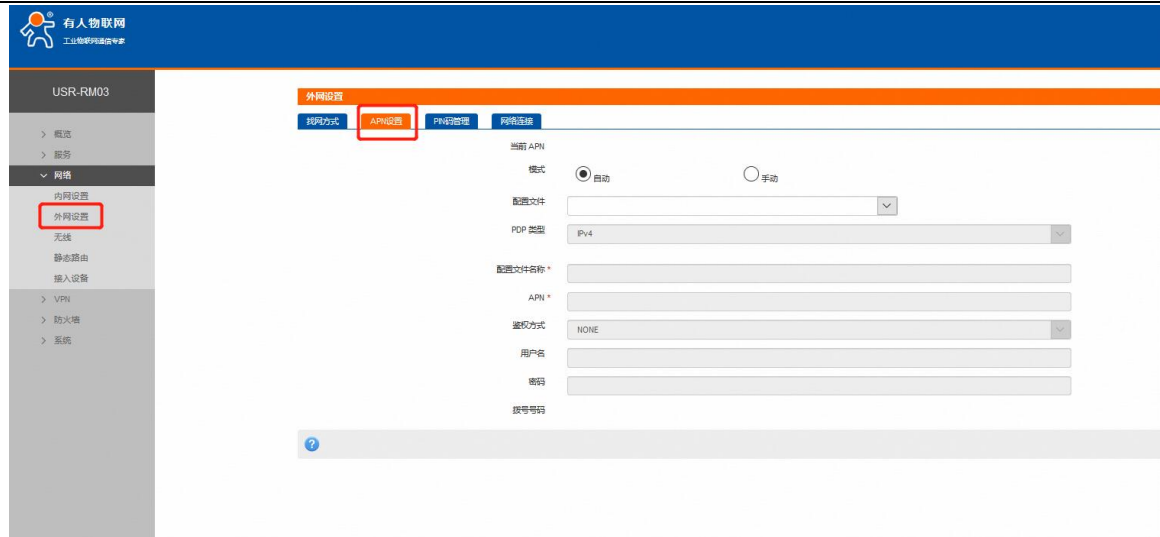 有人物联网
工业物联网通信专家
USR-RM03
> 概览
> 服务
网络
内网设置
外网设置
无线
静态路由
接入设备
> VPN
> 防火墙
> 系统
外网设置
找网方式 APN设置 PIN码管理 网络连接
当前 APN
模式 自动 手动
配置文件
PDP 类型 IPv4
配置文件名称 *
APN *
鉴权方式 NONE
用户名
密码
拨号号码